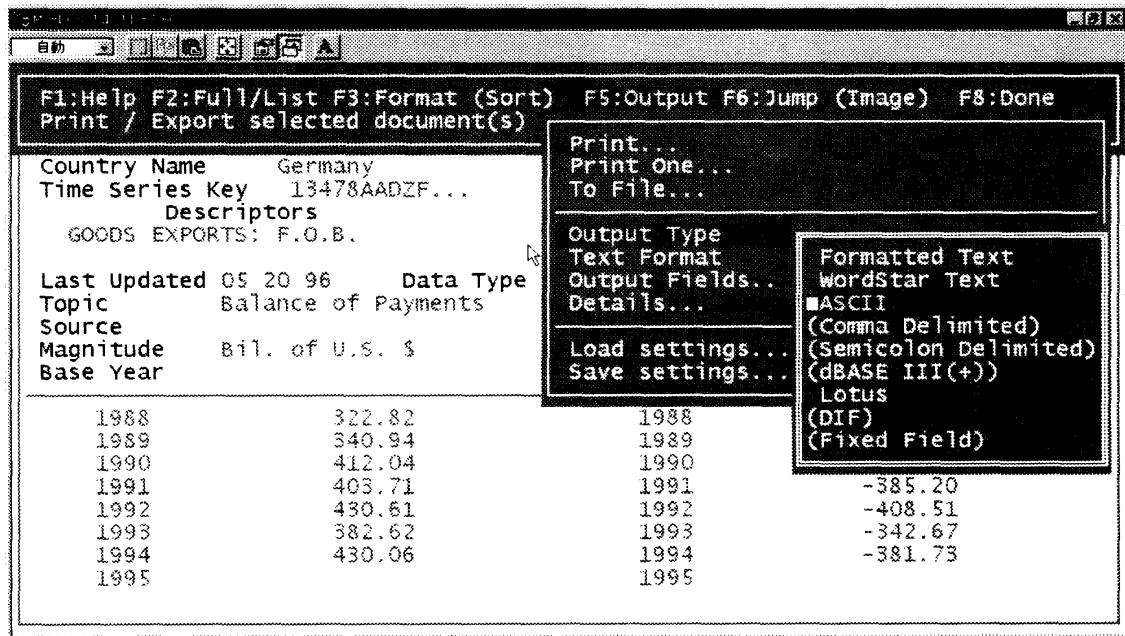 自動
F1:Help F2:Full/List F3:Format (Sort) F5:Output F6:Jump (Image) F8:Done
Print / Export selected document(s)
Print...
Print One...
To File...
Output Type
Text Format
Output Fields..
Details...
Load settings...
Save settings...
Formatted Text
WordStar Text
ASCII
(Comma Delimited)
(Semicolon Delimited)
(dBASE III(+))
Lotus
(DIF)
(Fixed Field)
Country Name Germany
Time Series Key 13478AADZF...
Descriptors
GOODS EXPORTS: F.O.B.
Last Updated 05 20 96 Data Type
Topic Balance of Payments
Source
Magnitude Bil. of U.S. $
Base Year
1988 322.82 1988
1989 340.94 1989
1990 412.04 1990
1991 403.71 1991 -385.20
1992 430.61 1992 -408.51
1993 382.62 1993 -342.67
1994 430.06 1994 -381.73
1995 1995